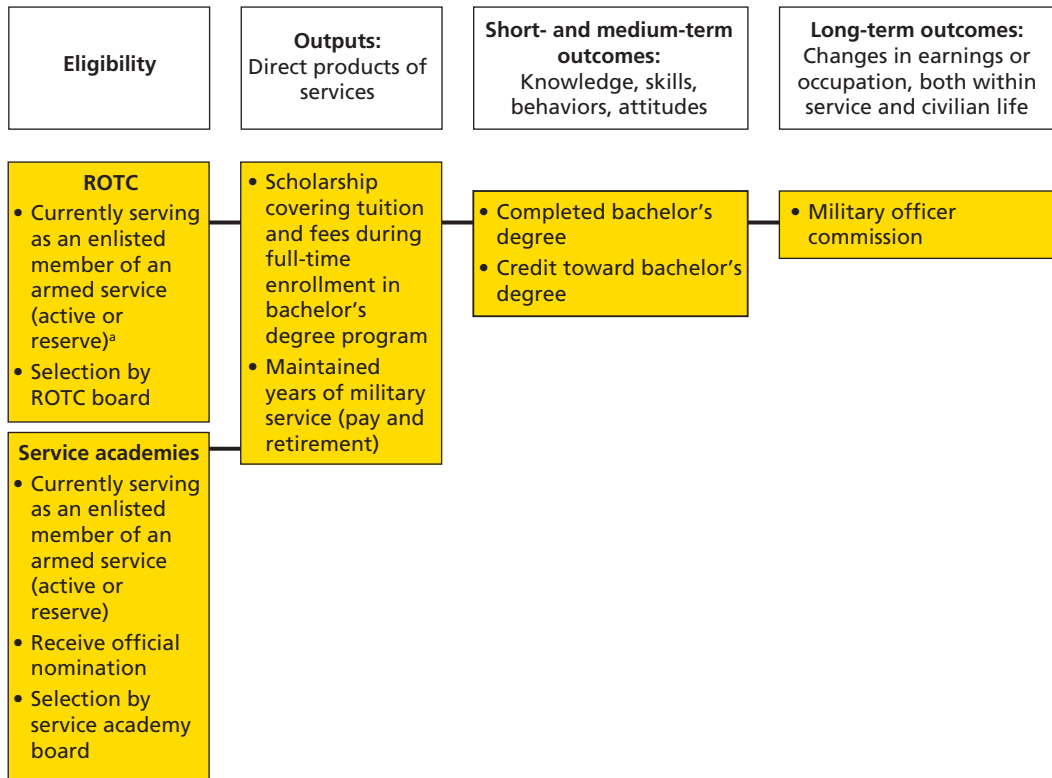 Eligibility
Outputs:
Direct products of
services
Short- and medium-term
outcomes:
Knowledge, skills,
behaviors, attitudes
Long-term outcomes:
Changes in earnings or
occupation, both within
service and civilian life
ROTC
• Currently serving
as an enlisted
member of an
armed service
(active or
reserve)ᵃ
• Selection by
ROTC board
Service academies
• Currently serving
as an enlisted
member of an
armed service
(active or
reserve)
• Receive official
nomination
• Selection by
service academy
board
• Scholarship
covering tuition
and fees during
full-time
enrollment in
bachelor’s
degree program
• Maintained
years of military
service (pay and
retirement)
• Completed bachelor’s
degree
• Credit toward bachelor’s
degree
• Military officer
commission